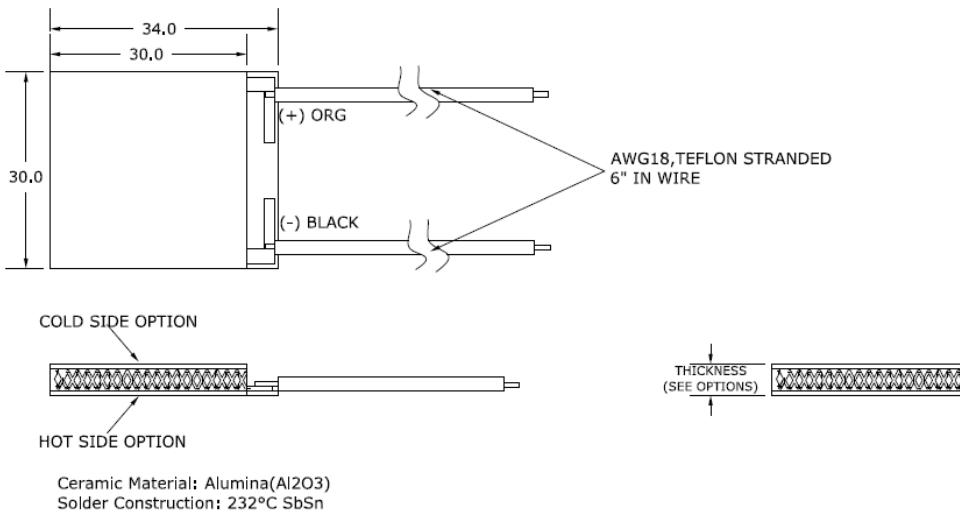 34.0
30.0
30.0
(+) ORG
(-) BLACK
AWG18,TEFLON STRANDED
6" IN WIRE
COLD SIDE OPTION
HOT SIDE OPTION
THICKNESS
(SEE OPTIONS)
Ceramic Material: Alumina(Al2O3)
Solder Construction: 232°C SbSn